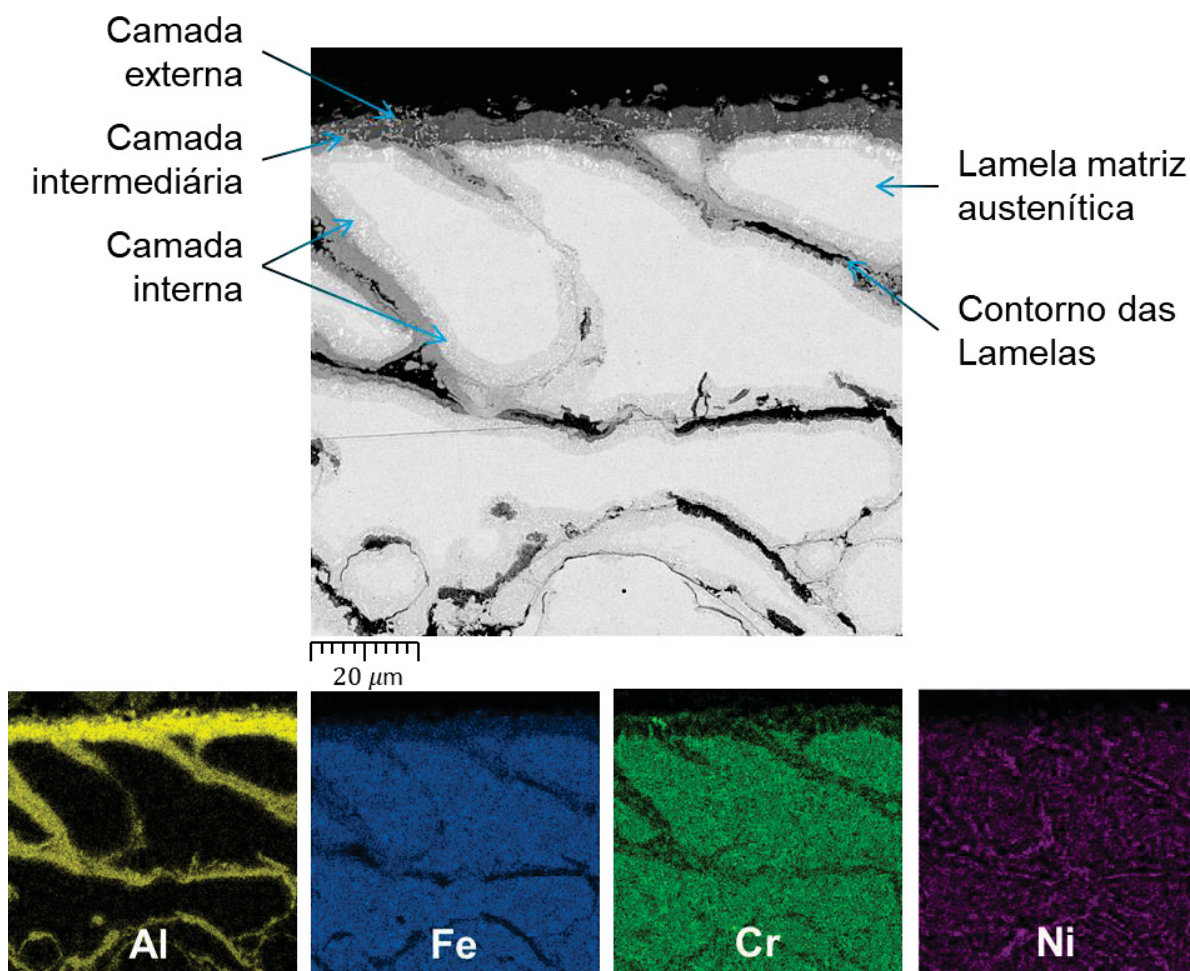 Camada
externa
Camada
intermediária
Camada
interna
Lamela matriz
austenítica
Contorno das
Lamelas
20 μm
Al
Fe
Cr
Ni